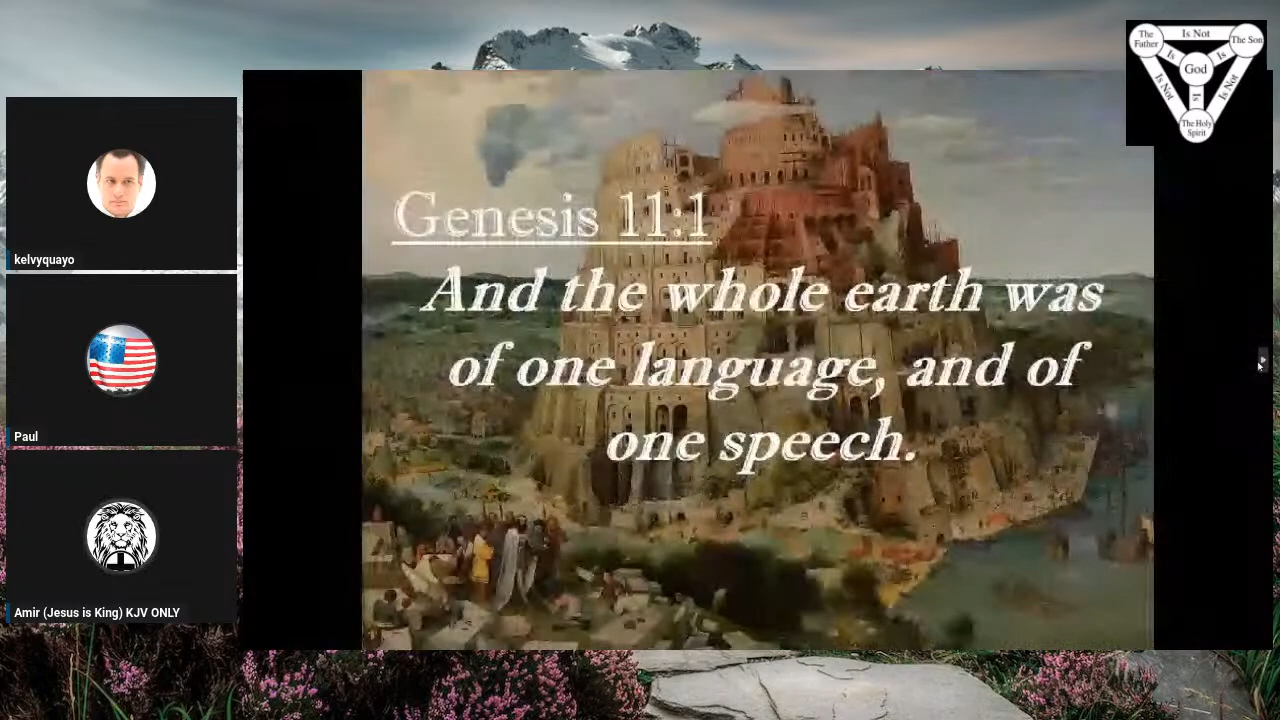 The
Father
Is Not
The Son
Is
Is
God
Is Not
Is
Is Not
The Holy
Spirit
kelvyquayo
Genesis 11:1
And the whole earth was
of one language, and of
one speech.
Paul
Amir (Jesus is King) KJV ONLY